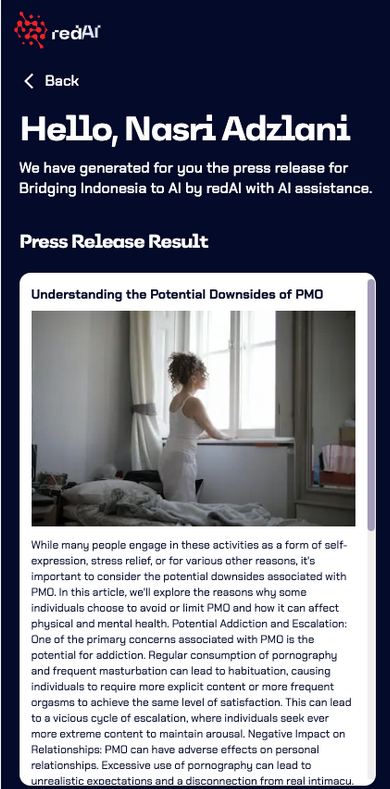 redAI
Back
Hello, Nasri Adzlani
We have generated for you the press release for
Bridging Indonesia to AI by redAI with AI assistance.
Press Release Result
Understanding the Potential Downsides of PMO
While many people engage in these activities as a form of self-
expression, stress relief, or for various other reasons, it's
important to consider the potential downsides associated with
PMO. In this article, we'll explore the reasons why some
individuals choose to avoid or limit PMO and how it can affect
physical and mental health. Potential Addiction and Escalation:
One of the primary concerns associated with PMO is the
potential for addiction. Regular consumption of pornography
and frequent masturbation can lead to habituation, causing
individuals to require more explicit content or more frequent
orgasms to achieve the same level of satisfaction. This can lead
to a vicious cycle of escalation, where individuals seek ever
more extreme content to maintain arousal. Negative Impact on
Relationships: PMO can have adverse effects on personal
relationships. Excessive use of pornography can lead to
unrealistic expectations and a disconnection from real intimacy.